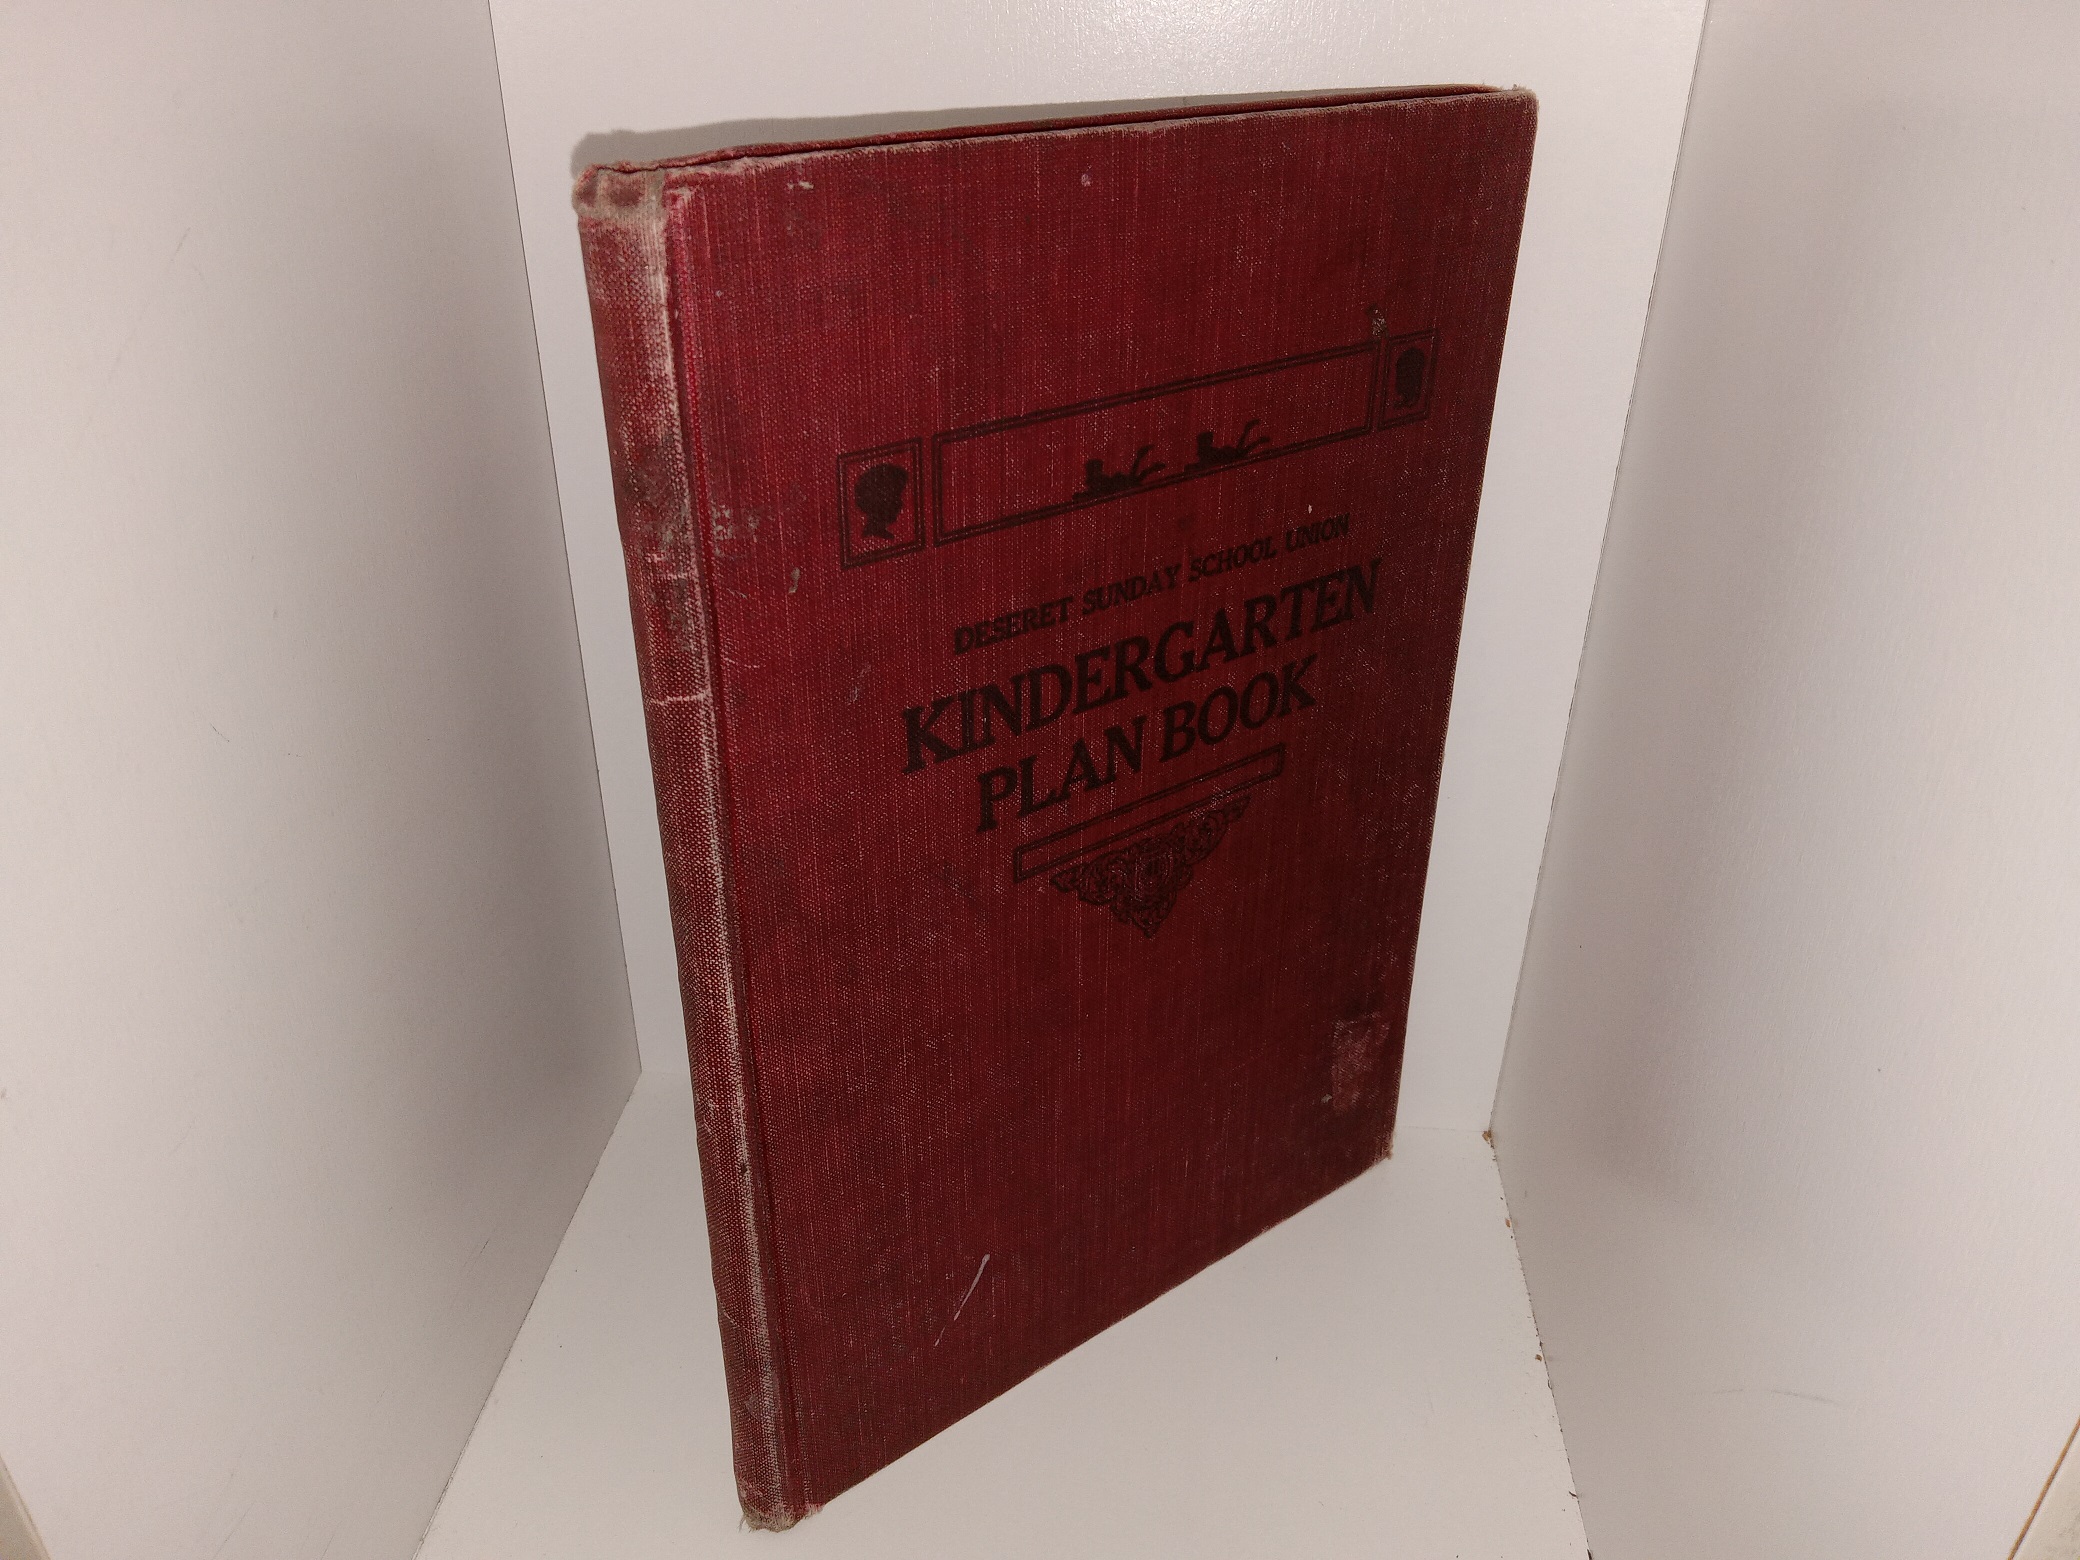 DESERET SUNDAY SCHOOL UNION
KINDERGARTEN
PLAN BOOK